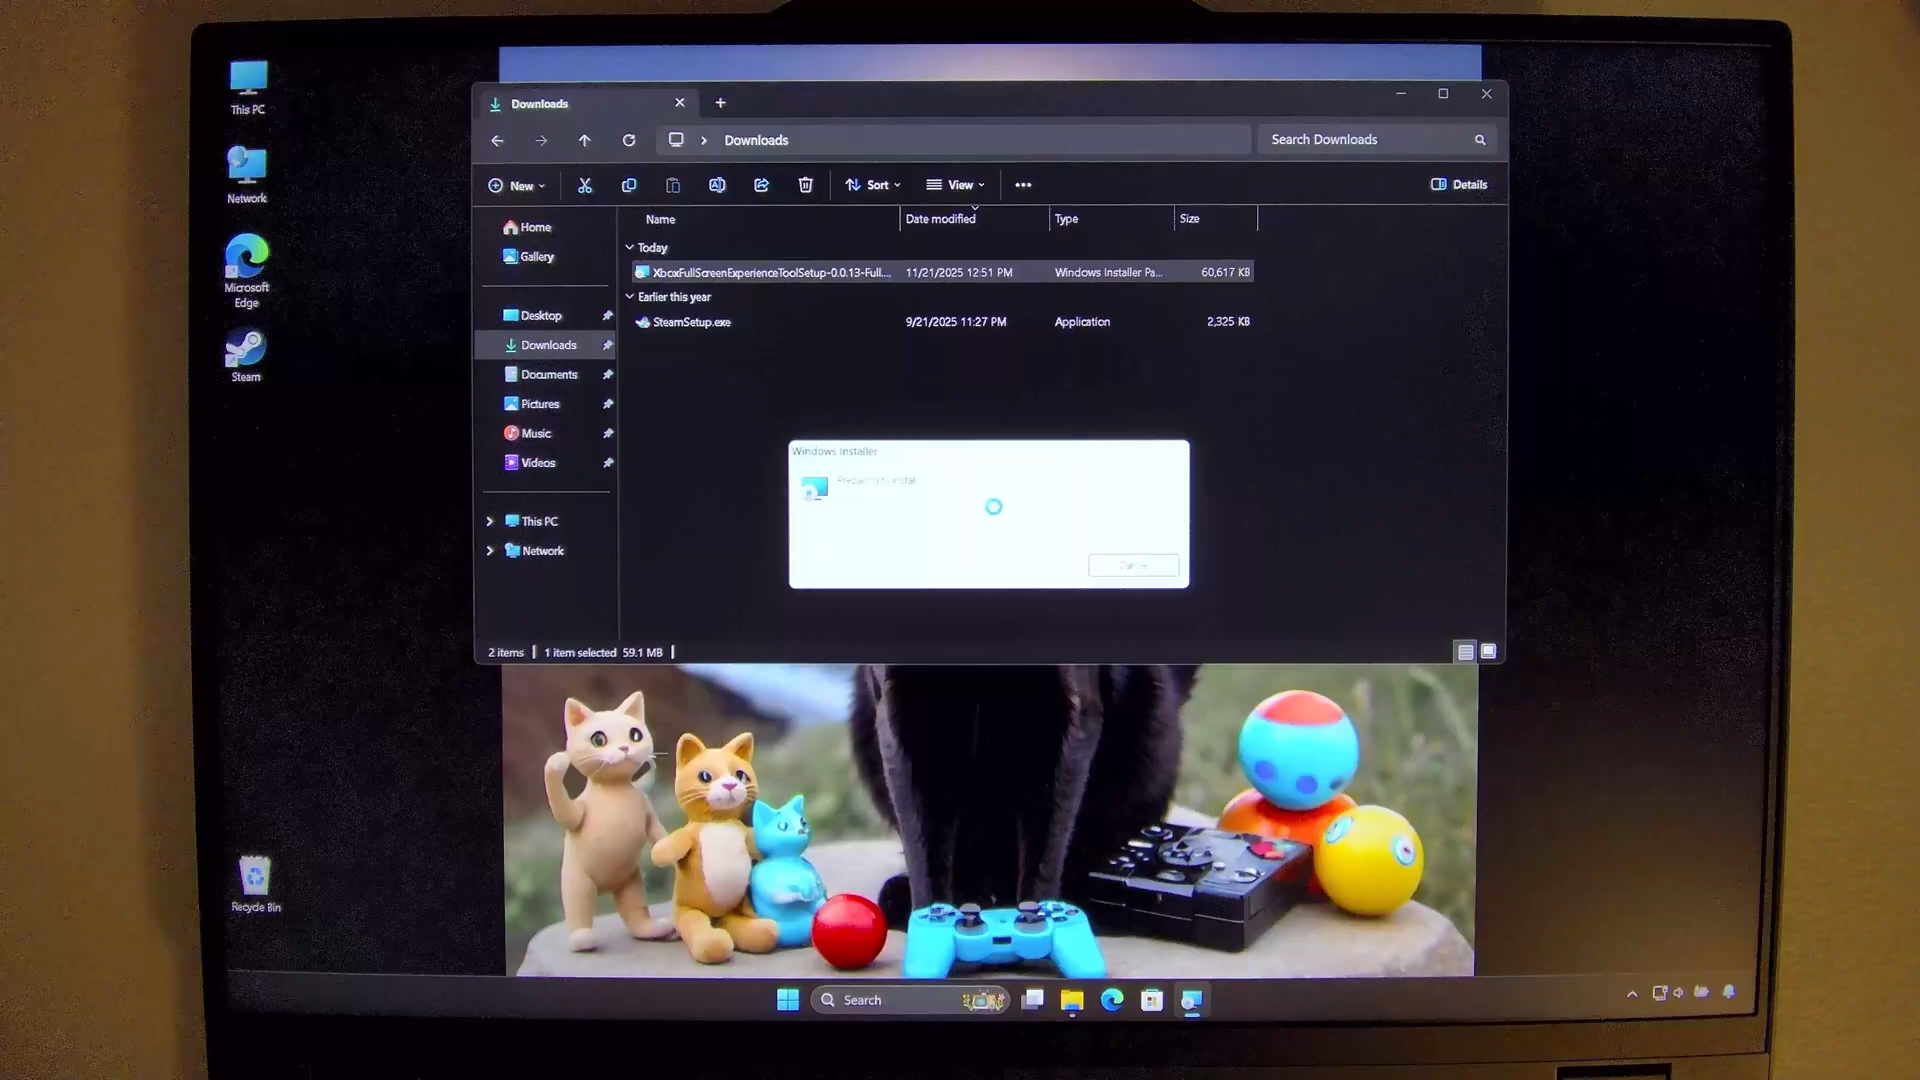 This PC
Network
Microsoft
Edge
Steam
Recycle Bin
Downloads
Downloads
Search Downloads
New
Sort
View
Details
Home
Gallery
Desktop
Downloads
Documents
Pictures
Music
Videos
This PC
Network
Name Date modified Type Size
Today
XboxFullScreenExperienceToolSetup-0.0.13-Full... 11/21/2025 12:51 PM Windows Installer Pa... 60,617 KB
Earlier this year
SteamSetup.exe 9/21/2025 11:27 PM Application 2,325 KB
Windows Installer
Preparing to install
Cancel
2 items 1 item selected 59.1 MB
Search